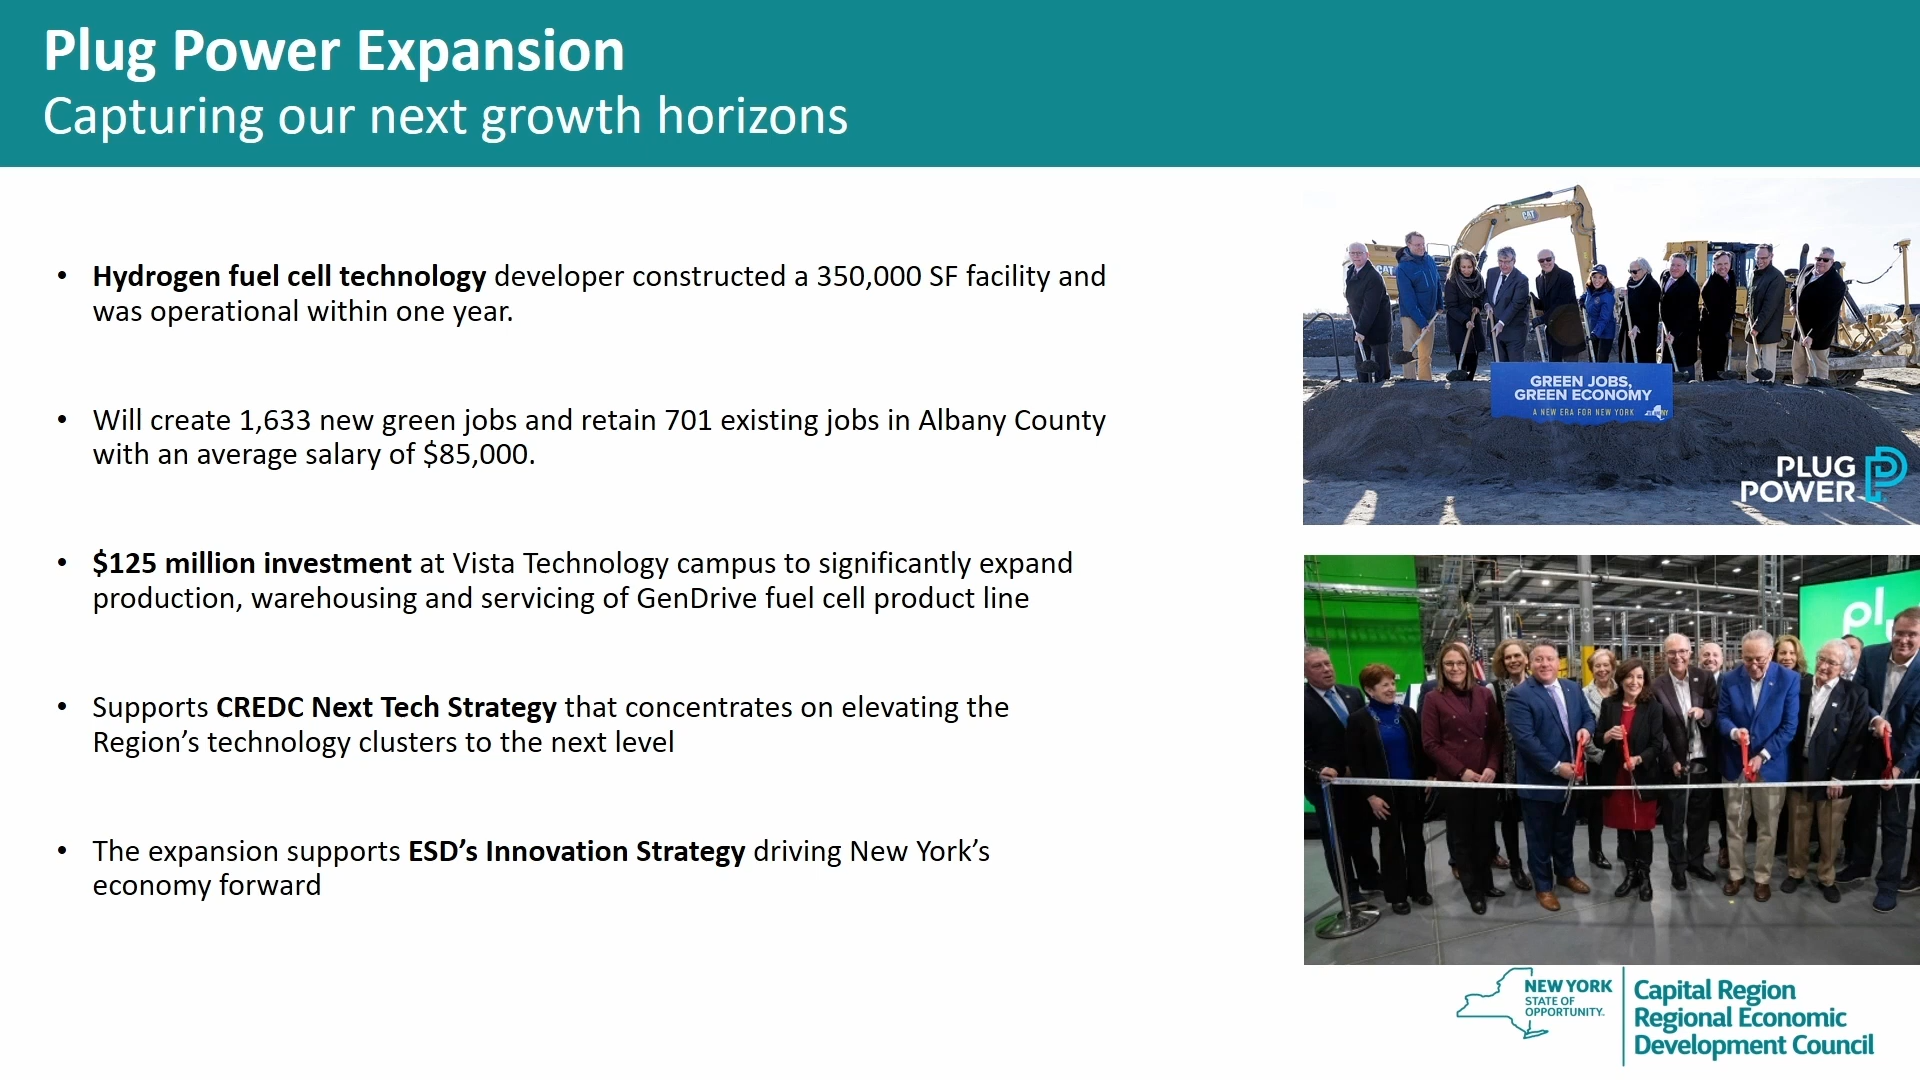 Plug Power Expansion
Capturing our next growth horizons
• Hydrogen fuel cell technology developer constructed a 350,000 SF facility and
was operational within one year.
• Will create 1,633 new green jobs and retain 701 existing jobs in Albany County
with an average salary of $85,000.
• $125 million investment at Vista Technology campus to significantly expand
production, warehousing and servicing of GenDrive fuel cell product line
• Supports CREDC Next Tech Strategy that concentrates on elevating the
Region’s technology clusters to the next level
• The expansion supports ESD’s Innovation Strategy driving New York’s
economy forward
CAT
CAT
GREEN JOBS,
GREEN ECONOMY
A NEW ERA FOR NEW YORK
PLUG
POWER
pl
NEW YORK
STATE OF
OPPORTUNITY.
Capital Region
Regional Economic
Development Council